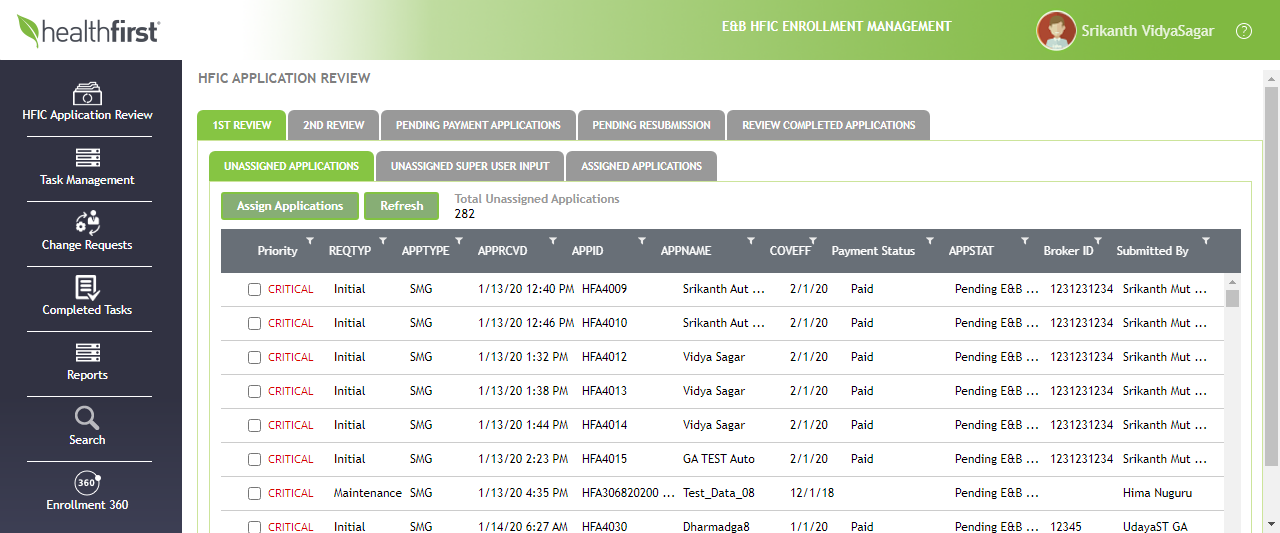 healthfirst
E&B HFIC ENROLLMENT MANAGEMENT
Srikanth VidyaSagar
?
HFIC Application Review
Task Management
Change Requests
Completed Tasks
Reports
Search
360°
Enrollment 360
HFIC APPLICATION REVIEW
1ST REVIEW 2ND REVIEW PENDING PAYMENT APPLICATIONS PENDING RESUBMISSION REVIEW COMPLETED APPLICATIONS
UNASSIGNED APPLICATIONS UNASSIGNED SUPER USER INPUT ASSIGNED APPLICATIONS
Assign Applications Refresh Total Unassigned Applications
282
Priority REQTYP APPTYPE APPRCVD APPID APPNAME COVEFF Payment Status APPSTAT Broker ID Submitted By
CRITICAL Initial SMG 1/13/20 12:40 PM HFA4009 Srikanth Aut ... 2/1/20 Paid Pending E&B ... 1231231234 Srikanth Mut ...
CRITICAL Initial SMG 1/13/20 12:46 PM HFA4010 Srikanth Aut ... 2/1/20 Paid Pending E&B ... 1231231234 Srikanth Mut ...
CRITICAL Initial SMG 1/13/20 1:32 PM HFA4012 Vidya Sagar 2/1/20 Paid Pending E&B ... 1231231234 Srikanth Mut ...
CRITICAL Initial SMG 1/13/20 1:38 PM HFA4013 Vidya Sagar 2/1/20 Paid Pending E&B ... 1231231234 Srikanth Mut ...
CRITICAL Initial SMG 1/13/20 1:44 PM HFA4014 Vidya Sagar 2/1/20 Paid Pending E&B ... 1231231234 Srikanth Mut ...
CRITICAL Initial SMG 1/13/20 2:23 PM HFA4015 GA TEST Auto 2/1/20 Paid Pending E&B ... 1231231234 Srikanth Mut ...
CRITICAL Maintenance SMG 1/13/20 4:35 PM HFA306820200 ... Test_Data_08 12/1/18 Pending E&B ... Hima Nuguru
CRITICAL Initial SMG 1/14/20 6:27 AM HFA4030 Dharmadga8 1/1/20 Paid Pending E&B ... 12345 UdayaST GA